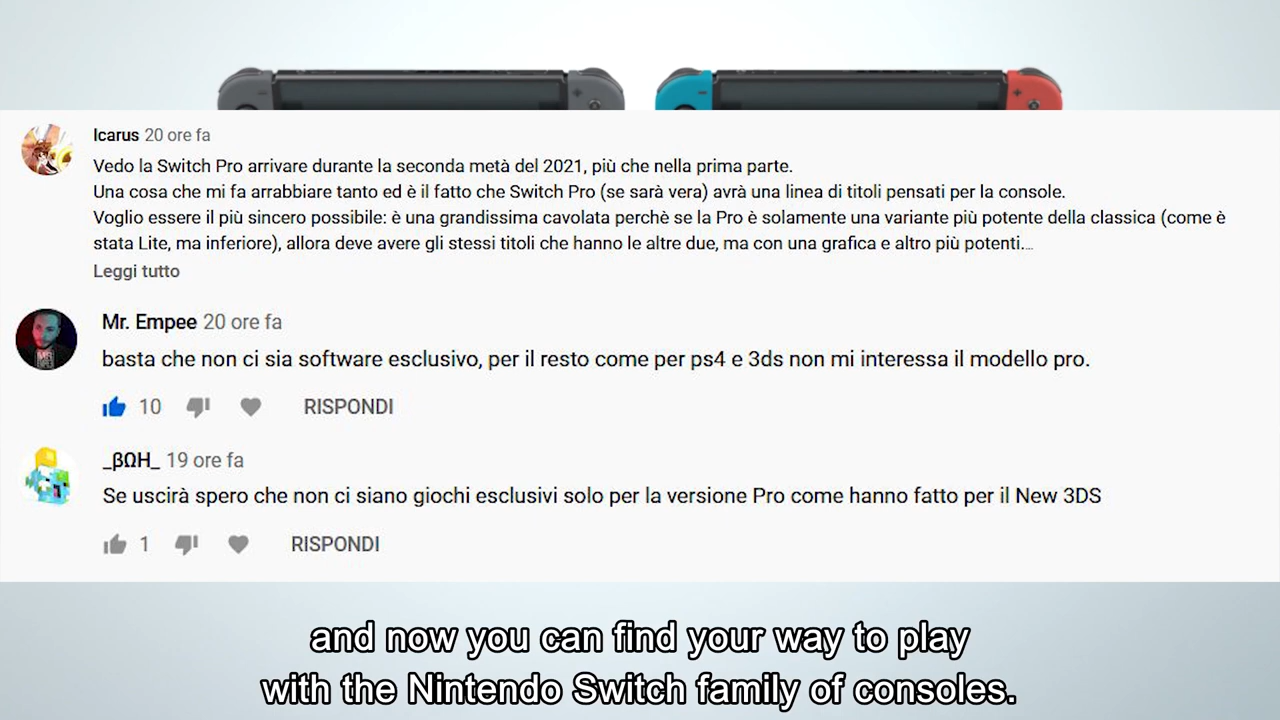 Icarus 20 ore fa
Vedo la Switch Pro arrivare durante la seconda metà del 2021, più che nella prima parte.
Una cosa che mi fa arrabbiare tanto ed è il fatto che Switch Pro (se sarà vera) avrà una linea di titoli pensati per la console.
Voglio essere il più sincero possibile: è una grandissima cavolata perchè se la Pro è solamente una variante più potente della classica (come è
stata Lite, ma inferiore), allora deve avere gli stessi titoli che hanno le altre due, ma con una grafica e altro più potenti....
Leggi tutto
Mr. Empee 20 ore fa
basta che non ci sia software esclusivo, per il resto come per ps4 e 3ds non mi interessa il modello pro.
10 RISPONDI
_βΩH_ 19 ore fa
Se uscirà spero che non ci siano giochi esclusivi solo per la versione Pro come hanno fatto per il New 3DS
1 RISPONDI
and now you can find your way to play
with the Nintendo Switch family of consoles.